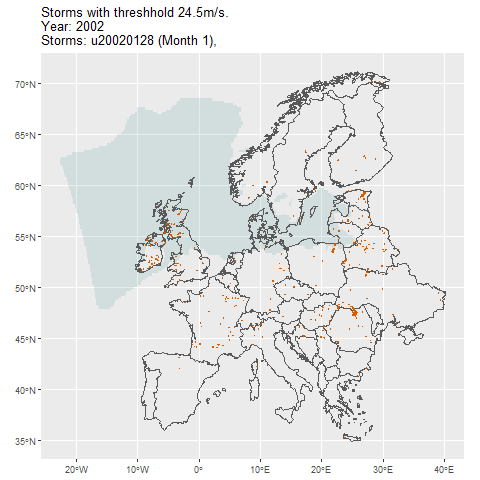 Storms with threshhold 24.5m/s.
Year: 2002
Storms: u20020128 (Month 1),
70°N
65°N
60°N
55°N
50°N
45°N
40°N
35°N
20°W
10°W
0°
10°E
20°E
30°E
40°E